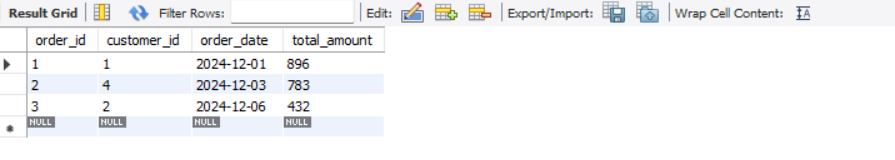 Result Grid Filter Rows: Edit: Export/Import: Wrap Cell Content: IA
order_id customer_id order_date total_amount
1 1 2024-12-01 896
2 4 2024-12-03 783
3 2 2024-12-06 432
NULL NULL NULL NULL